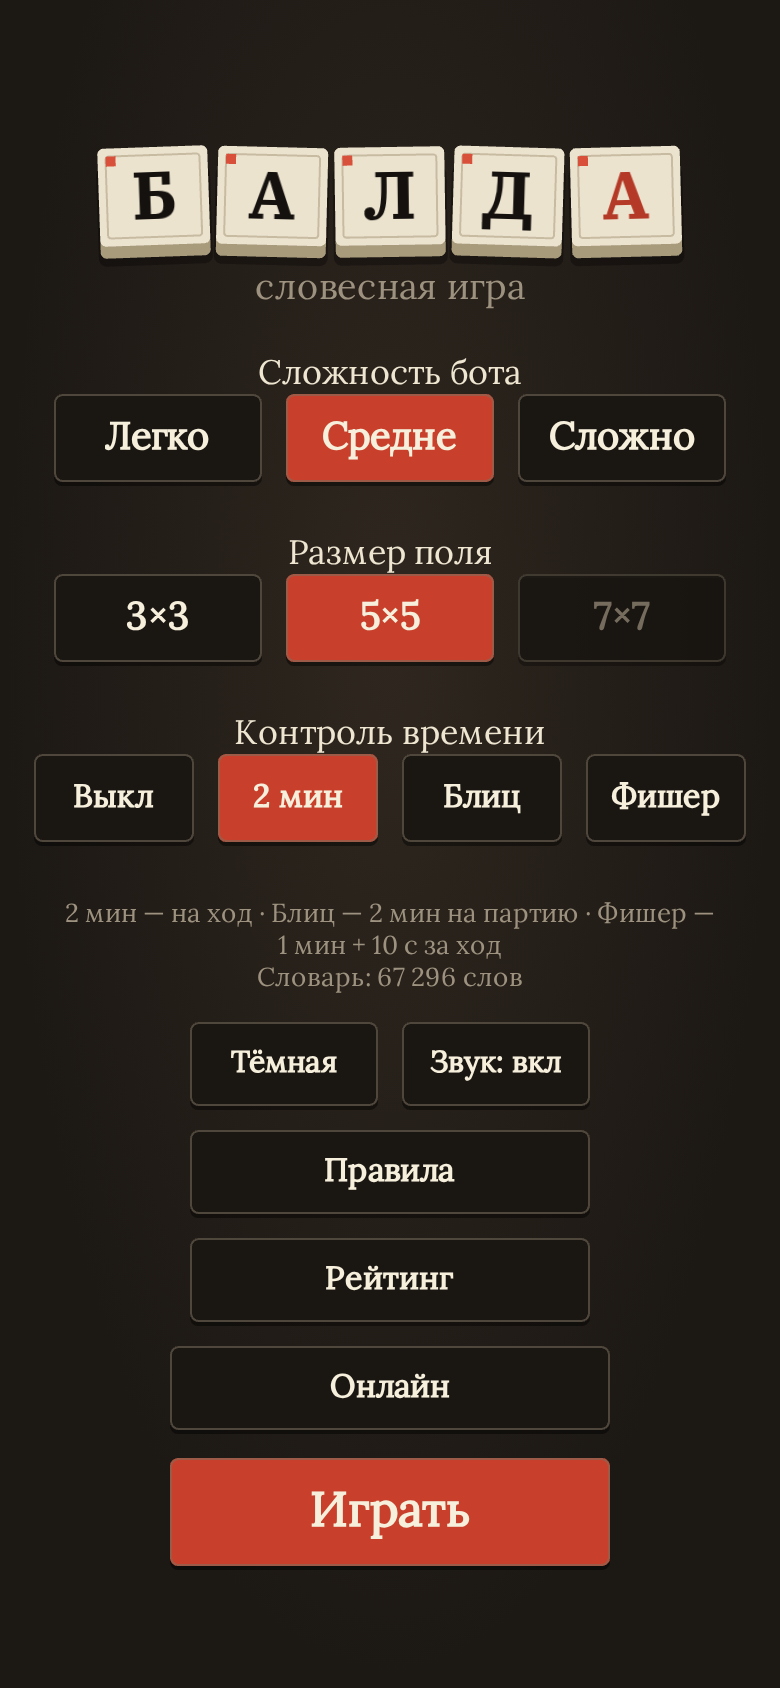 БАЛДА
словесная игра
Сложность бота
Легко Средне Сложно
Размер поля
3×3 5×5 7×7
Контроль времени
Выкл 2 мин Блиц Фишер
2 мин — на ход · Блиц — 2 мин на партию · Фишер —
1 мин + 10 с за ход
Словарь: 67 296 слов
Тёмная Звук: вкл
Правила
Рейтинг
Онлайн
Играть